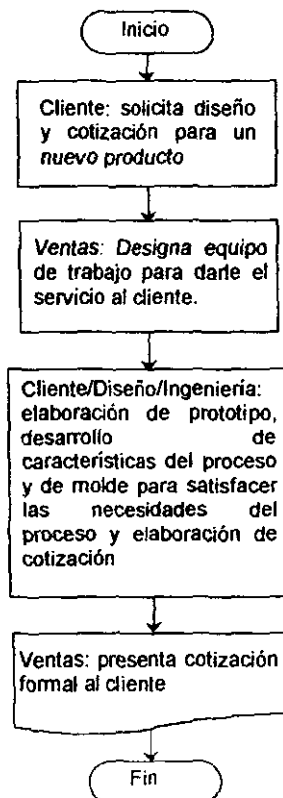 Inicio
Cliente: solicita diseño
y cotización para un
nuevo producto
Ventas: Designa equipo
de trabajo para darle el
servicio al cliente.
Cliente/Diseño/Ingeniería:
elaboración de prototipo,
desarrollo de
características del proceso
y de molde para satisfacer
las necesidades del
proceso y elaboración de
cotización
Ventas: presenta cotización
formal al cliente
Fin